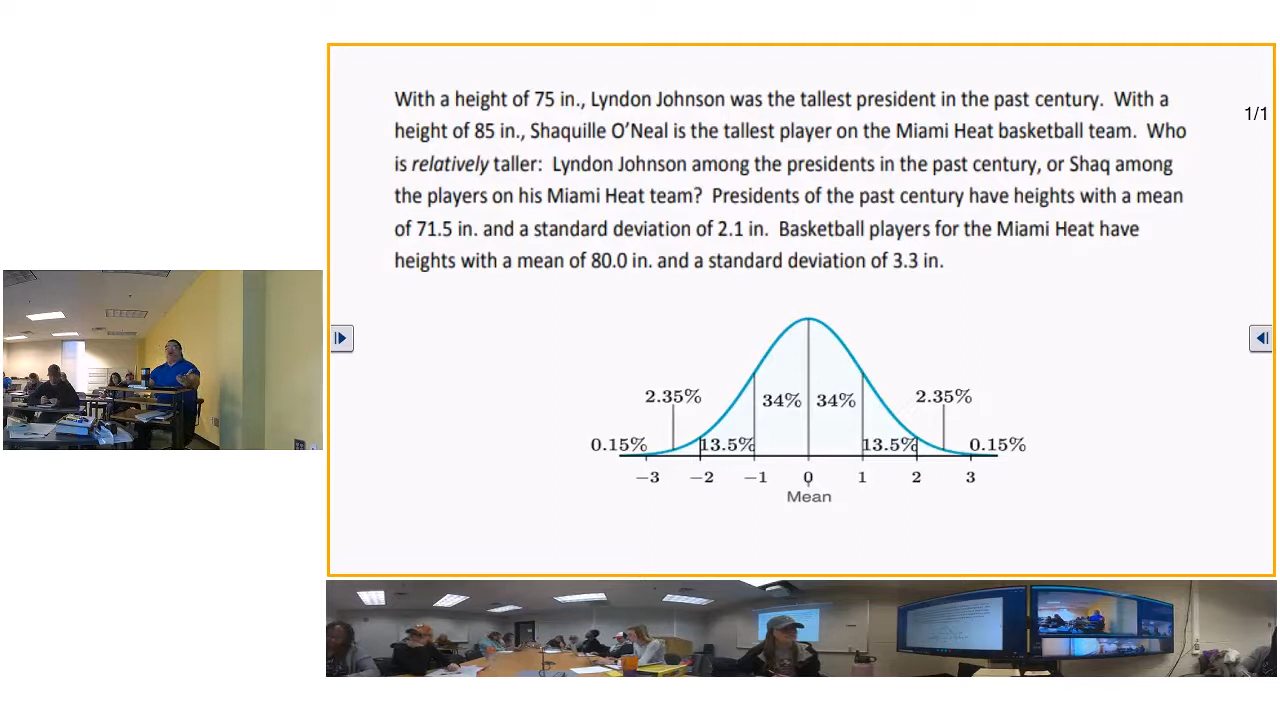 With a height of 75 in., Lyndon Johnson was the tallest president in the past century.  With a
1/1
height of 85 in., Shaquille O’Neal is the tallest player on the Miami Heat basketball team.  Who
is relatively taller:  Lyndon Johnson among the presidents in the past century, or Shaq among
the players on his Miami Heat team?  Presidents of the past century have heights with a mean
of 71.5 in. and a standard deviation of 2.1 in.  Basketball players for the Miami Heat have
heights with a mean of 80.0 in. and a standard deviation of 3.3 in.
2.35% 34% 34% 2.35%
0.15% 13.5% 13.5% 0.15%
−3 −2 −1 0 1 2 3
Mean